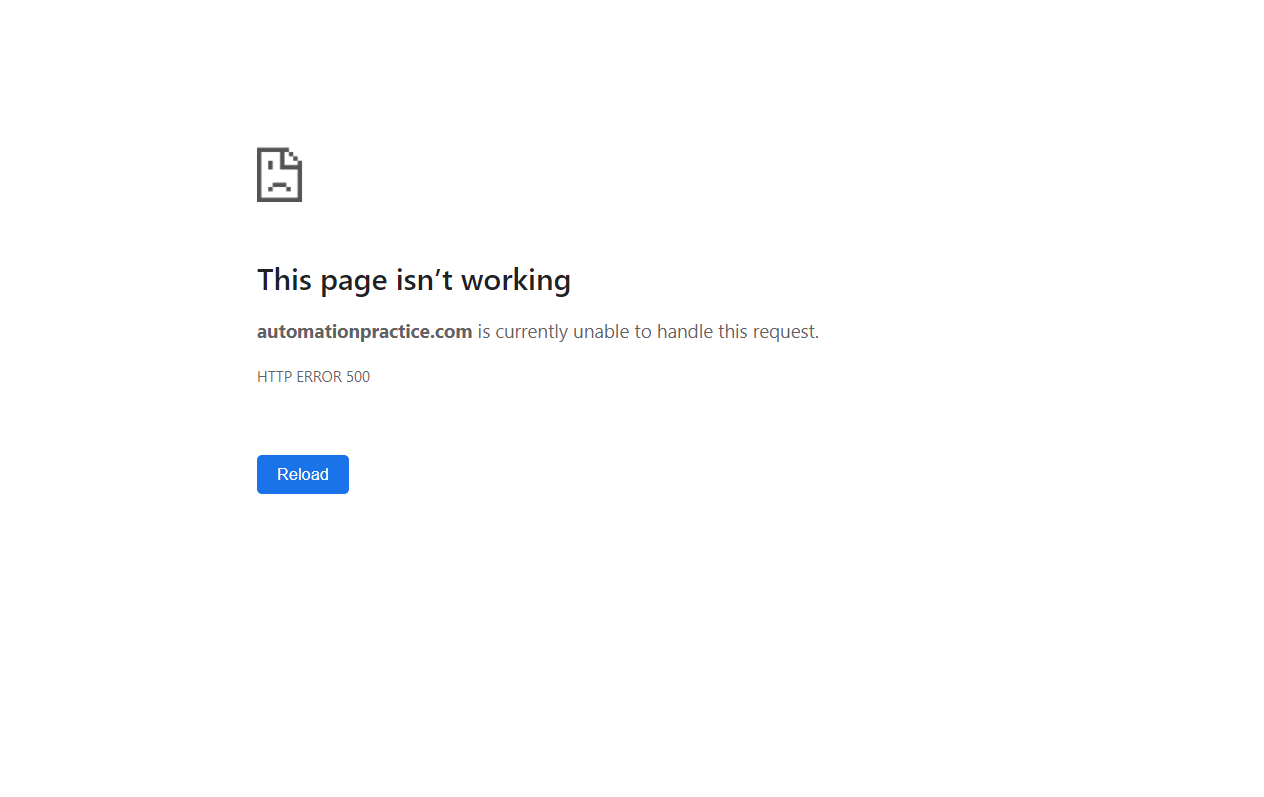 This page isn’t working
automationpractice.com is currently unable to handle this request.
HTTP ERROR 500
Reload